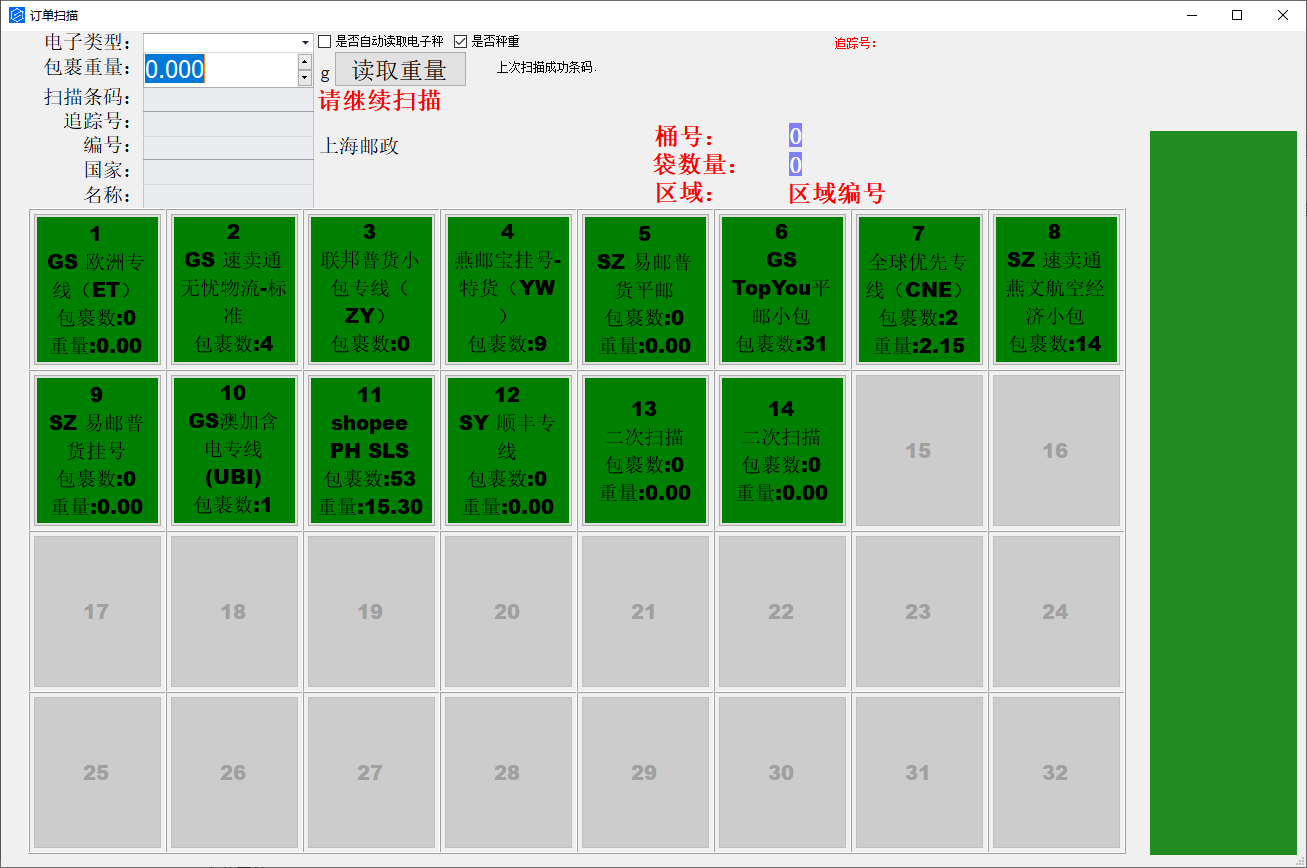 订单扫描
电子类型：
是否自动读取电子秤
是否秤重
追踪号：
包裹重量：
0.000
g
读取重量
上次扫描成功条码.
扫描条码：
请继续扫描
追踪号：
编号：
上海邮政
桶号：
0
国家：
袋数量：
0
名称：
区域：
区域编号
1
GS 欧洲专
线（ET）
包裹数:0
重量:0.00
2
GS 速卖通
无忧物流-标
准
包裹数:4
3
联邦普货小
包专线（
ZY）
包裹数:0
4
燕邮宝挂号-
特货（YW
）
包裹数:9
5
SZ 易邮普
货平邮
包裹数:0
重量:0.00
6
GS
TopYou平
邮小包
包裹数:31
7
全球优先专
线（CNE）
包裹数:2
重量:2.15
8
SZ 速卖通
燕文航空经
济小包
包裹数:14
9
SZ 易邮普
货挂号
包裹数:0
重量:0.00
10
GS澳加含
电专线
(UBI)
包裹数:1
11
shopee
PH SLS
包裹数:53
重量:15.30
12
SY 顺丰专
线
包裹数:0
重量:0.00
13
二次扫描
包裹数:0
重量:0.00
14
二次扫描
包裹数:0
重量:0.00
15
16
17
18
19
20
21
22
23
24
25
26
27
28
29
30
31
32